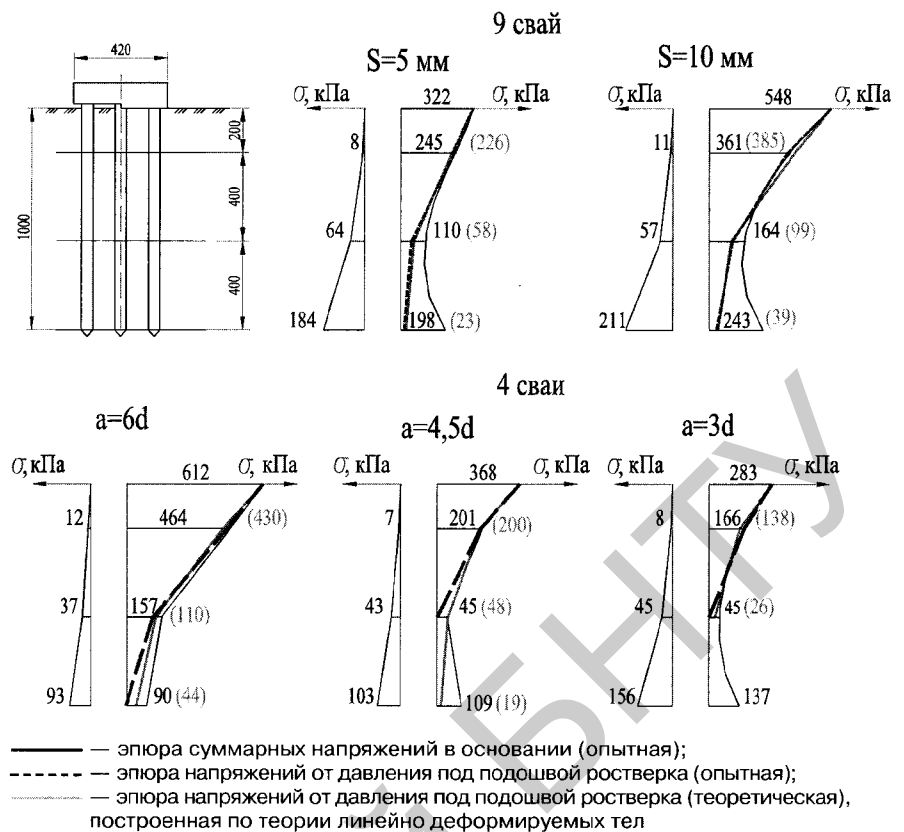 9 свай
S=5 мм
S=10 мм
420
200
400
400
1000
σ, кПа
322
σ, кПа
8
245 (226)
64
110 (58)
184
198 (23)
σ, кПа
548
σ, кПа
11
361 (385)
57
164 (99)
211
243 (39)
4 сваи
a=6d
a=4,5d
a=3d
σ, кПа
612
σ, кПа
12
464 (430)
37
157 (110)
93
90 (44)
σ, кПа
368
σ, кПа
7
201 (200)
43
45 (48)
103
109 (19)
σ, кПа
283
σ, кПа
8
166 (138)
45
45 (26)
156
137
— эпюра суммарных напряжений в основании (опытная);
— эпюра напряжений от давления под подошвой ростверка (опытная);
— эпюра напряжений от давления под подошвой ростверка (теоретическая),
построенная по теории линейно деформируемых тел
БНТУ